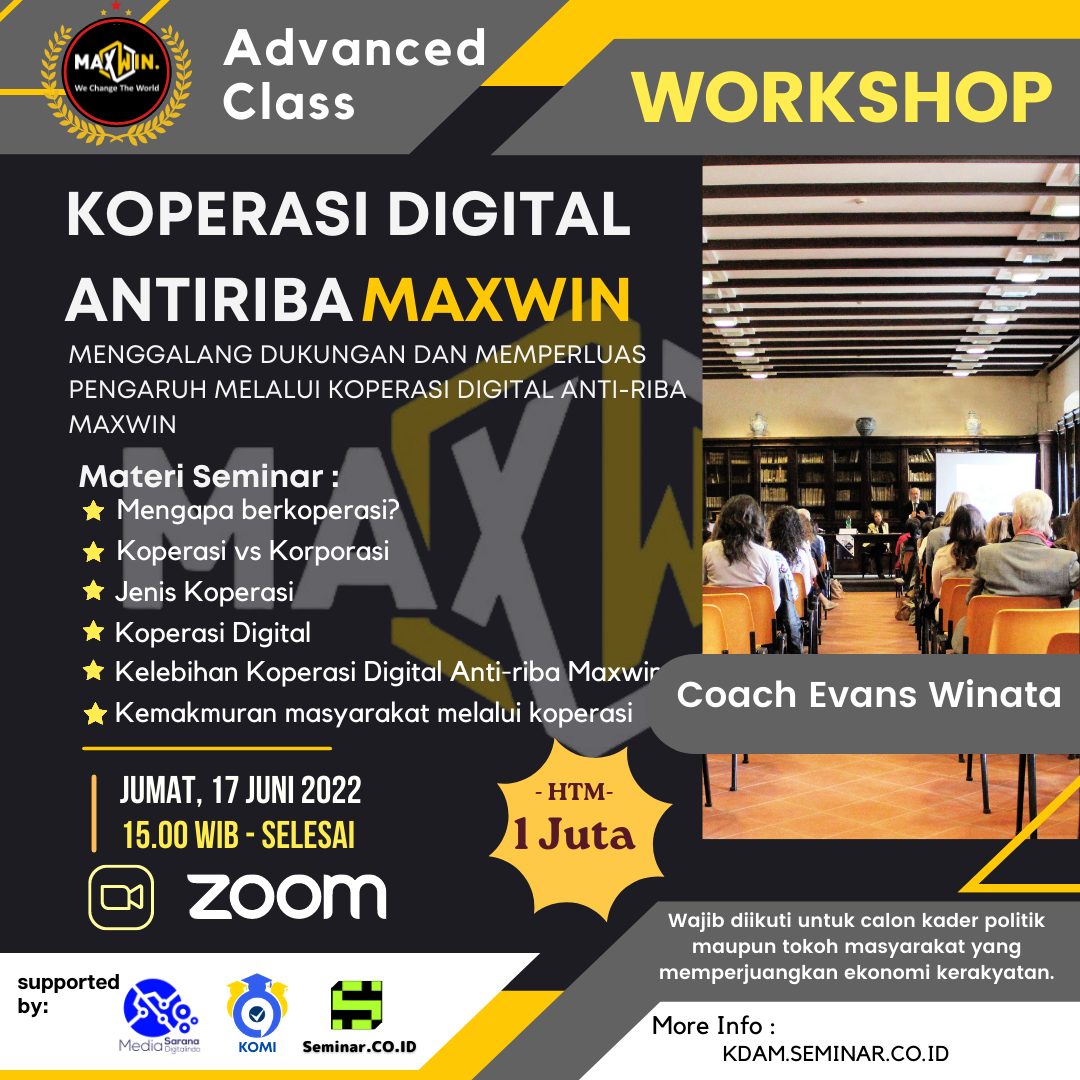 MAXWIN.
We Change The World
Advanced
Class
WORKSHOP
KOPERASI DIGITAL
ANTIRIBA MAXWIN
MENGGALANG DUKUNGAN DAN MEMPERLUAS
PENGARUH MELALUI KOPERASI DIGITAL ANTI-RIBA
MAXWIN
Materi Seminar :
Mengapa berkoperasi?
Koperasi vs Korporasi
Jenis Koperasi
Koperasi Digital
Kelebihan Koperasi Digital Anti-riba Maxwin
Kemakmuran masyarakat melalui koperasi
Coach Evans Winata
JUMAT, 17 JUNI 2022
15.00 WIB - SELESAI
zoom
- HTM-
1 Juta
Wajib diikuti untuk calon kader politik
maupun tokoh masyarakat yang
memperjuangkan ekonomi kerakyatan.
supported
by:
Media Sarana
Digitalindo
KOMI
Seminar.CO.ID
More Info :
KDAM.SEMINAR.CO.ID